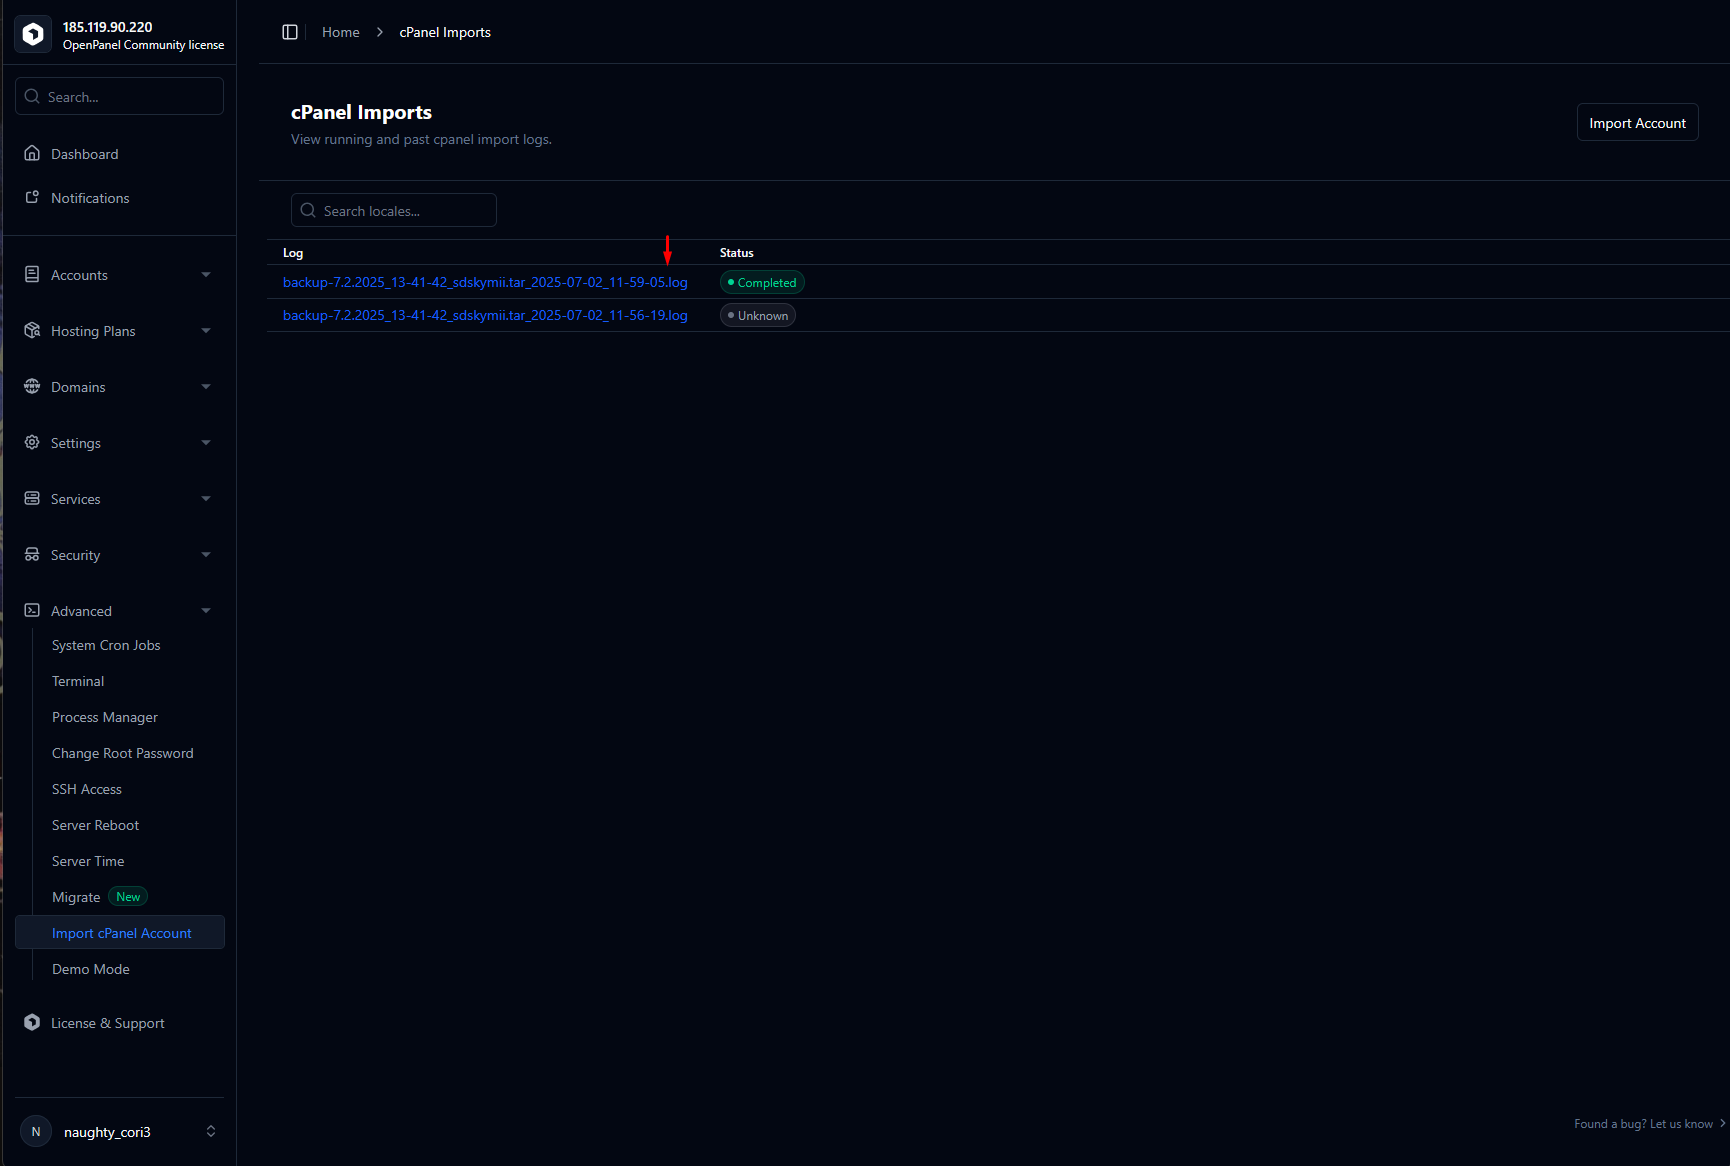 185.119.90.220
OpenPanel Community license
Search...
Dashboard
Notifications
Accounts
Hosting Plans
Domains
Settings
Services
Security
Advanced
System Cron Jobs
Terminal
Process Manager
Change Root Password
SSH Access
Server Reboot
Server Time
Migrate New
Import cPanel Account
Demo Mode
License & Support
N naughty_cori3
Home > cPanel Imports
cPanel Imports
View running and past cpanel import logs.
Import Account
Search locales...
Log Status
backup-7.2.2025_13-41-42_sdskymii.tar_2025-07-02_11-59-05.log Completed
backup-7.2.2025_13-41-42_sdskymii.tar_2025-07-02_11-56-19.log Unknown
Found a bug? Let us know >